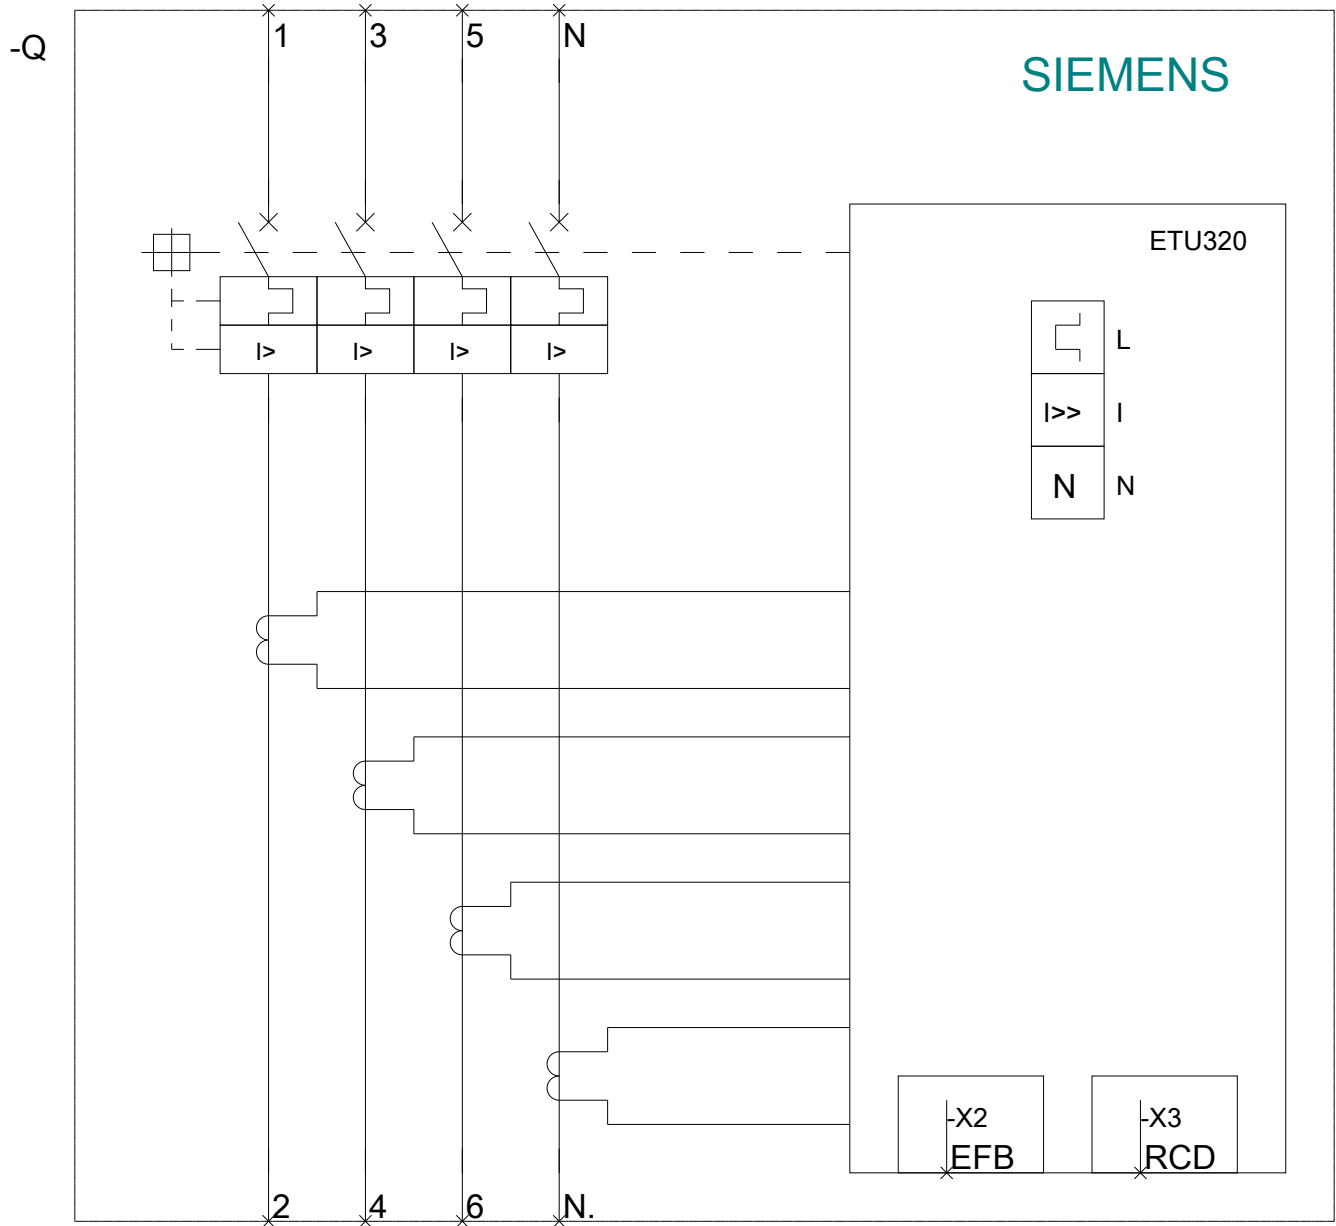 1 3 5 N
-Q
SIEMENS
ETU320
L
I> I> I> I>
I>> I
N N
-X2 -X3
EFB RCD
2 4 6 N.